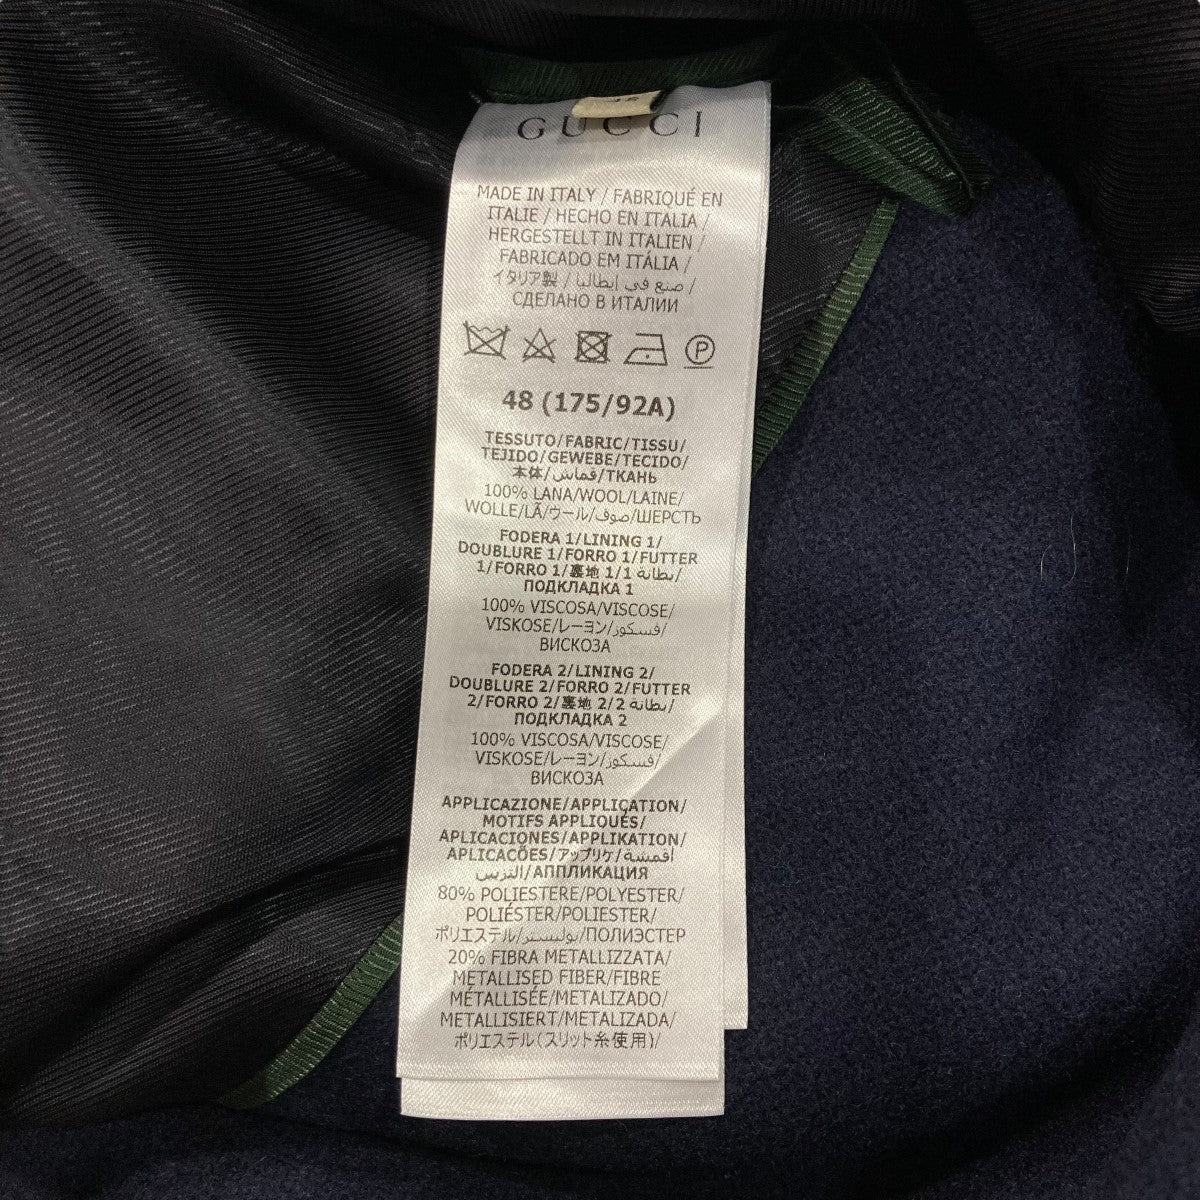 GUCCI
MADE IN ITALY / FABRIQUÉ EN
ITALIE / HECHO EN ITALIA /
HERGESTELLT IN ITALIEN /
FABRICADO EM ITÁLIA /
イタリア製 / صنع في إيطاليا /
СДЕЛАНО В ИТАЛИИ
P
48 (175/92A)
TESSUTO/FABRIC/TISSU/
TEJIDO/GEWEBE/TECIDO/
本体/قماش/ТКАНЬ
100% LANA/WOOL/LAINE/
WOLLE/LÃ/ウール/صوف/ШЕРСТЬ
FODERA 1/LINING 1/
DOUBLURE 1/FORRO 1/FUTTER
1/FORRO 1/裏地 1/1 بطانة/
ПОДКЛАДКА 1
100% VISCOSA/VISCOSE/
VISKOSE/レーヨン/فسكوز/
ВИСКОЗА
FODERA 2/LINING 2/
DOUBLURE 2/FORRO 2/FUTTER
2/FORRO 2/裏地 2/2 بطانة/
ПОДКЛАДКА 2
100% VISCOSA/VISCOSE/
VISKOSE/レーヨン/فسكوز/
ВИСКОЗА
APPLICAZIONE/APPLICATION/
MOTIFS APPLIQUÉS/
APLICACIONES/APPLIKATION/
APLICAÇÕES/アップリケ/أقمشة
التزيين/АППЛИКАЦИЯ
80% POLIESTERE/POLYESTER/
POLIÉSTER/POLIESTER/
ポリエステル/بوليستر/ПОЛИЭСТЕР
20% FIBRA METALLIZZATA/
METALLISED FIBER/FIBRE
MÉTALLISÉE/METALIZADO/
METALLISIERT/METALIZADA/
ポリエステル(スリット糸使用)/